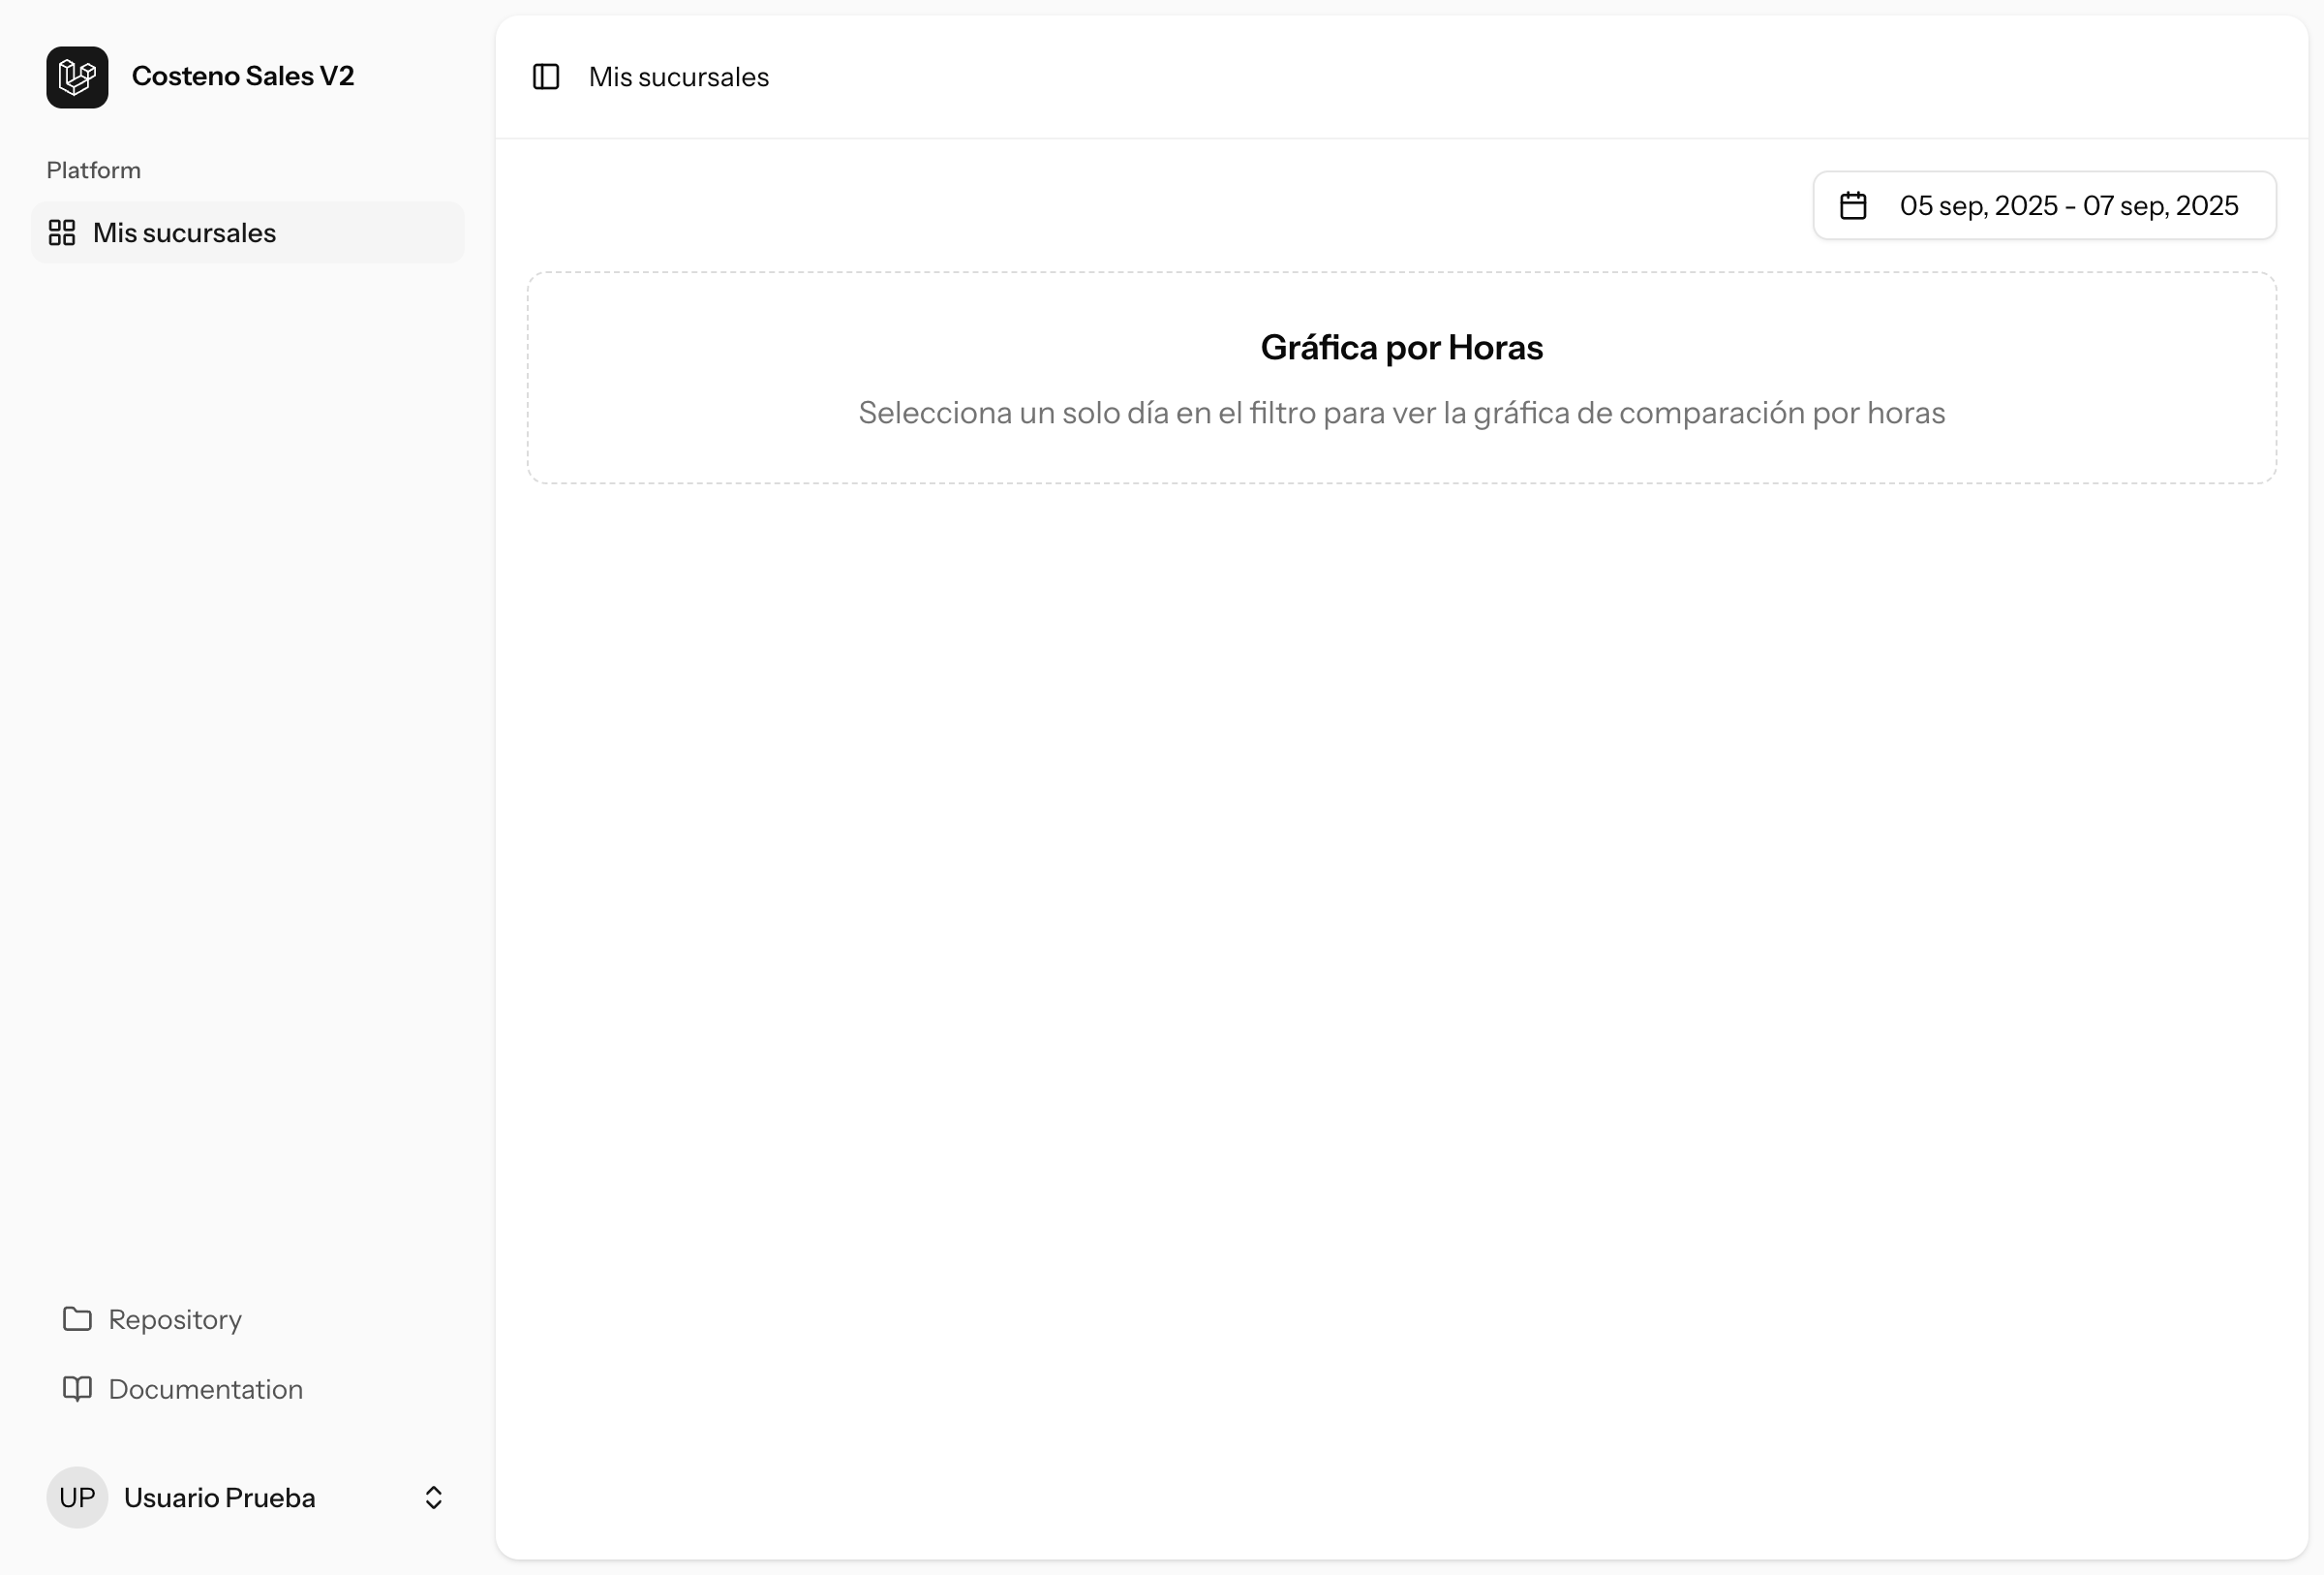 Costeno Sales V2
Platform
Mis sucursales
Repository
Documentation
UP
Usuario Prueba
Mis sucursales
05 sep, 2025 - 07 sep, 2025
Gráfica por Horas
Selecciona un solo día en el filtro para ver la gráfica de comparación por horas